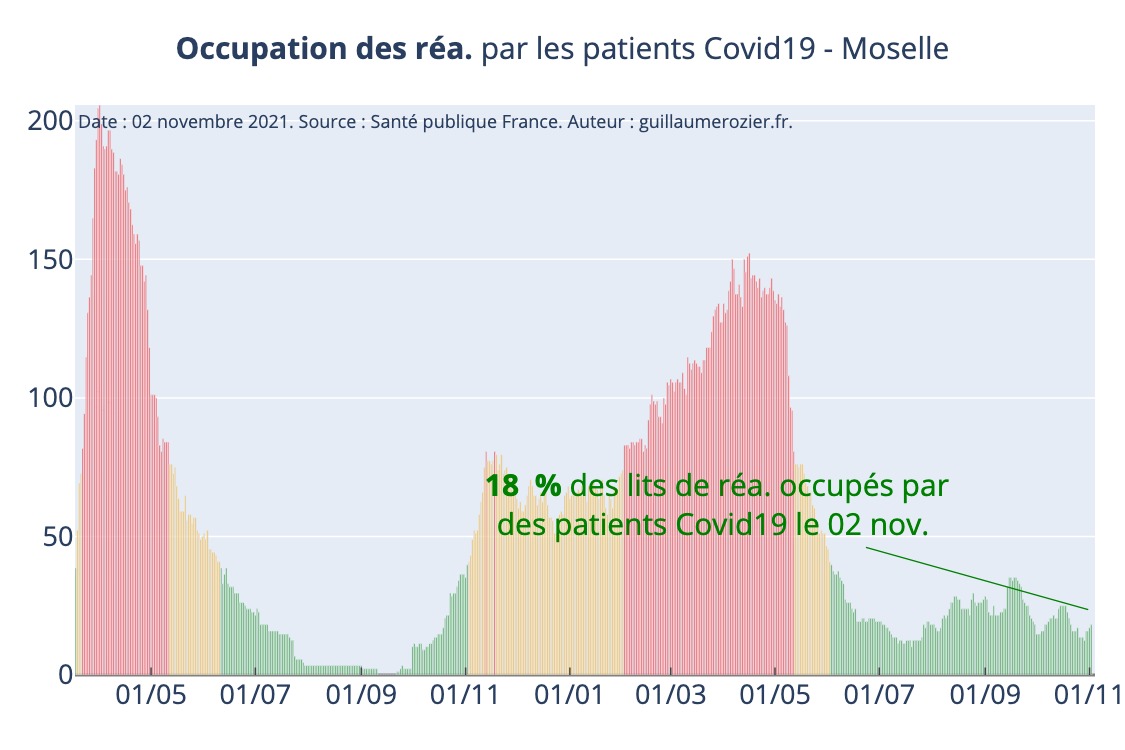 Occupation des réa. par les patients Covid19 - Moselle
200
Date : 02 novembre 2021. Source : Santé publique France. Auteur : guillaumerozier.fr.
150
100
18 % des lits de réa. occupés par
des patients Covid19 le 02 nov.
50
0
01/05 01/07 01/09 01/11 01/01 01/03 01/05 01/07 01/09 01/11